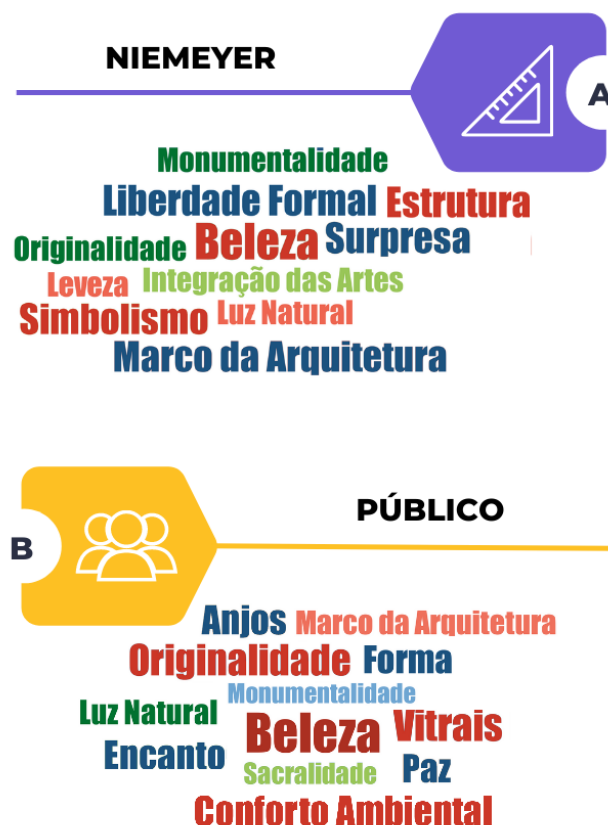 NIEMEYER
A
Monumentalidade
Liberdade Formal Estrutura
Originalidade Beleza Surpresa
Leveza Integração das Artes
Simbolismo Luz Natural
Marco da Arquitetura
B
PÚBLICO
Anjos Marco da Arquitetura
Originalidade Forma
Monumentalidade
Luz Natural Beleza Vitrais
Encanto Sacralidade Paz
Conforto Ambiental